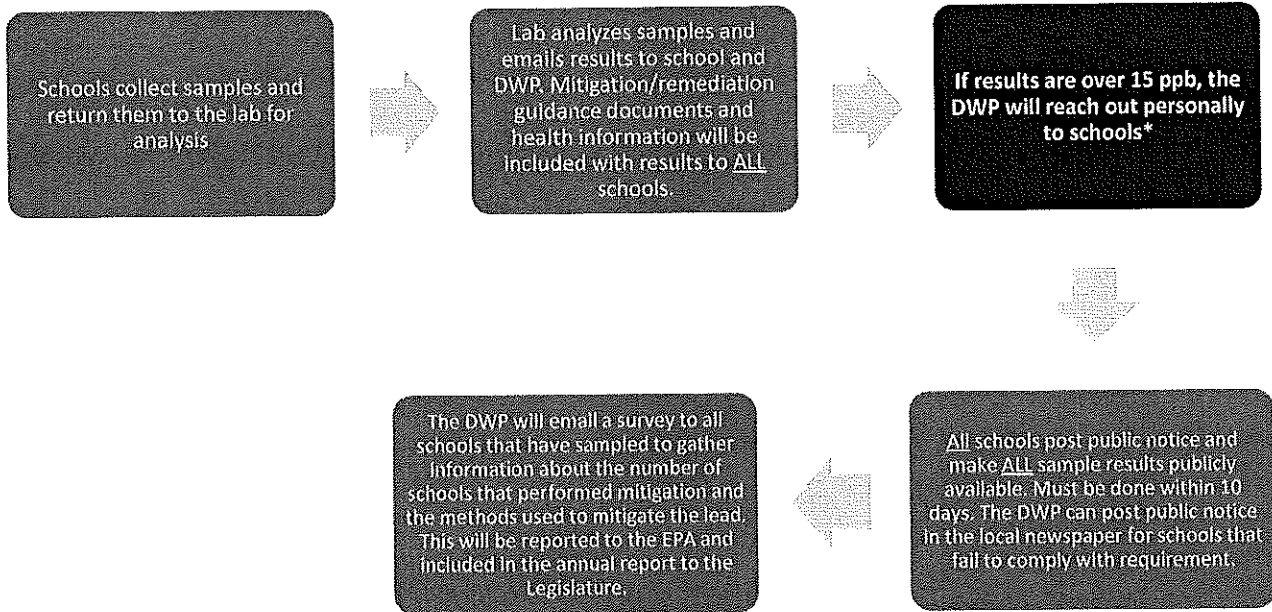 Schools collect samples and
return them to the lab for
analysis
Lab analyzes samples and
emails results to school and
DWP. Mitigation/remediation
guidance documents and
health information will be
included with results to ALL
schools.
If results are over 15 ppb, the
DWP will reach out personally
to schools*
All schools post public notice and
make ALL sample results publicly
available. Must be done within 10
days. The DWP can post public notice
in the local newspaper for schools that
fail to comply with requirement.
The DWP will email a survey to all
schools that have sampled to gather
information about the number of
schools that performed mitigation and
the methods used to mitigate the lead.
This will be reported to the EPA and
included in the annual report to the
Legislature.